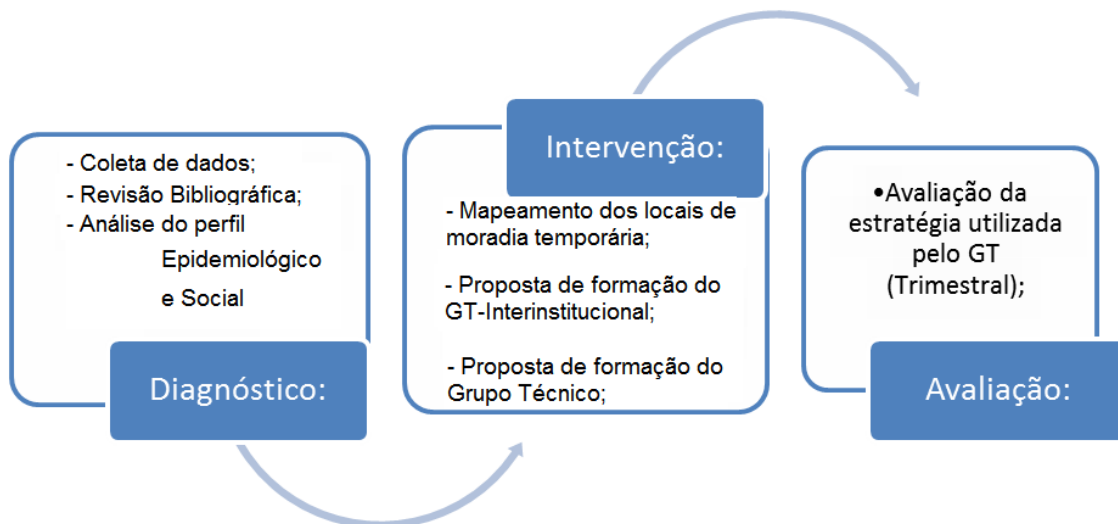 - Coleta de dados;
- Revisão Bibliográfica;
- Análise do perfil
Epidemiológico
e Social
Diagnóstico:
Intervenção:
- Mapeamento dos locais de
moradia temporária;
- Proposta de formação do
GT-Interinstitucional;
- Proposta de formação do
Grupo Técnico;
•Avaliação da
estratégia utilizada
pelo GT
(Trimestral);
Avaliação: